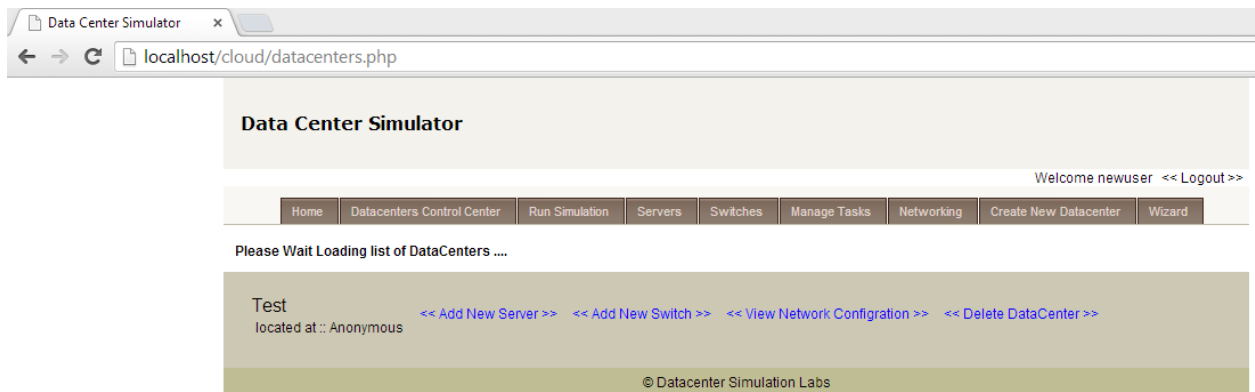 Data Center Simulator
localhost/cloud/datacenters.php
Data Center Simulator
Welcome newuser << Logout >>
Home Datacenters Control Center Run Simulation Servers Switches Manage Tasks Networking Create New Datacenter Wizard
Please Wait Loading list of DataCenters ....
Test
located at :: Anonymous
<< Add New Server >> << Add New Switch >> << View Network Configration >> << Delete DataCenter >>
© Datacenter Simulation Labs